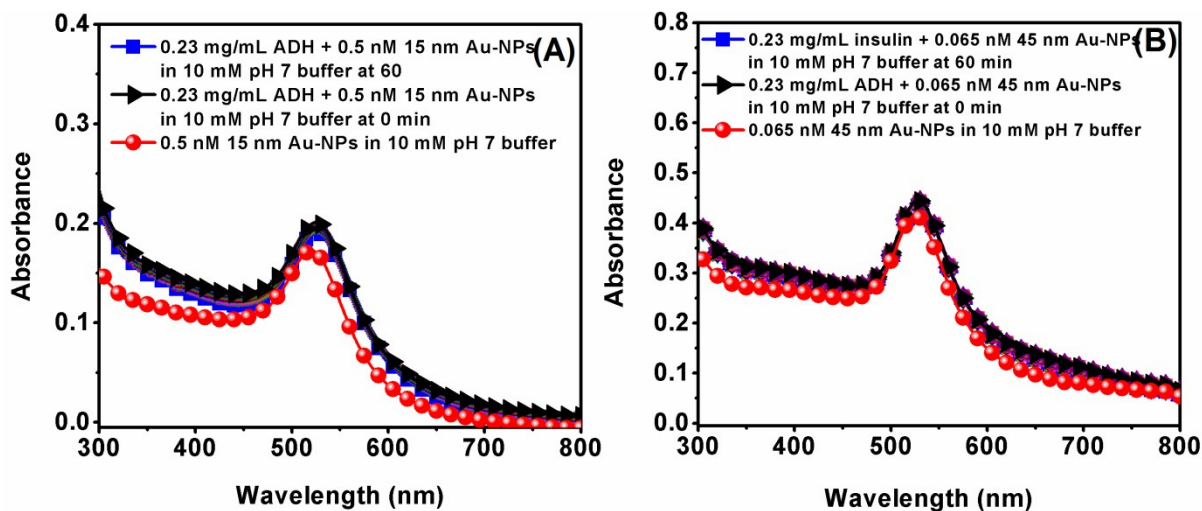 0.4
0.3
0.2
0.1
0.0
Absorbance
0.23 mg/mL ADH + 0.5 nM 15 nm Au-NPs
in 10 mM pH 7 buffer at 60
0.23 mg/mL ADH + 0.5 nM 15 nm Au-NPs
in 10 mM pH 7 buffer at 0 min
0.5 nM 15 nm Au-NPs in 10 mM pH 7 buffer
(A)
300 400 500 600 700 800
Wavelength (nm)
0.8
0.7
0.6
0.5
0.4
0.3
0.2
0.1
0.0
Absorbance
0.23 mg/mL insulin + 0.065 nM 45 nm Au-NPs
in 10 mM pH 7 buffer at 60 min
0.23 mg/mL ADH + 0.065 nM 45 nm Au-NPs
in 10 mM pH 7 buffer at 0 min
0.065 nM 45 nm Au-NPs in 10 mM pH 7 buffer
(B)
300 400 500 600 700 800
Wavelength (nm)